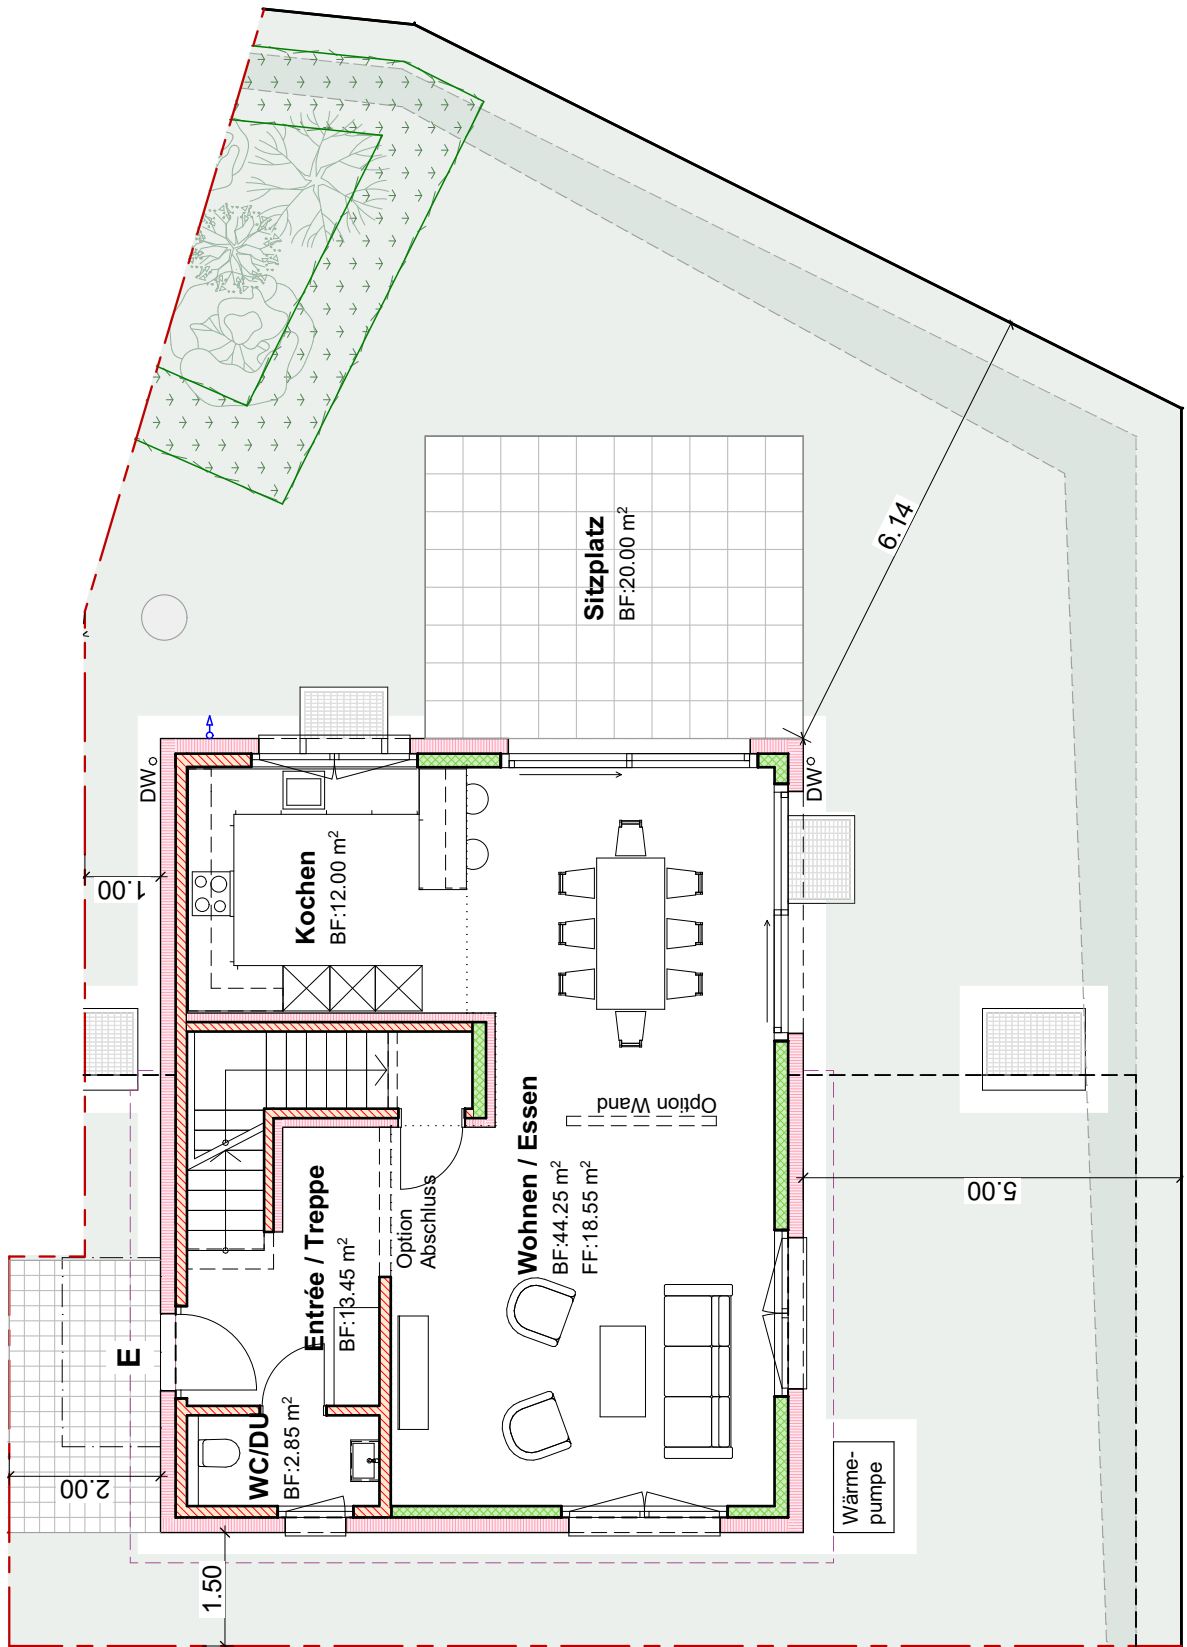 6.14
Sitzplatz
BF:20.00 m²
DW
DW
1.00
Kochen
BF:12.00 m²
Option Wand
Wohnen / Essen
BF:44.25 m²
FF:18.55 m²
5.00
Option
Abschluss
Entrée / Treppe
BF:13.45 m²
E
WC/DU
BF:2.85 m²
2.00
Wärme-
pumpe
1.50